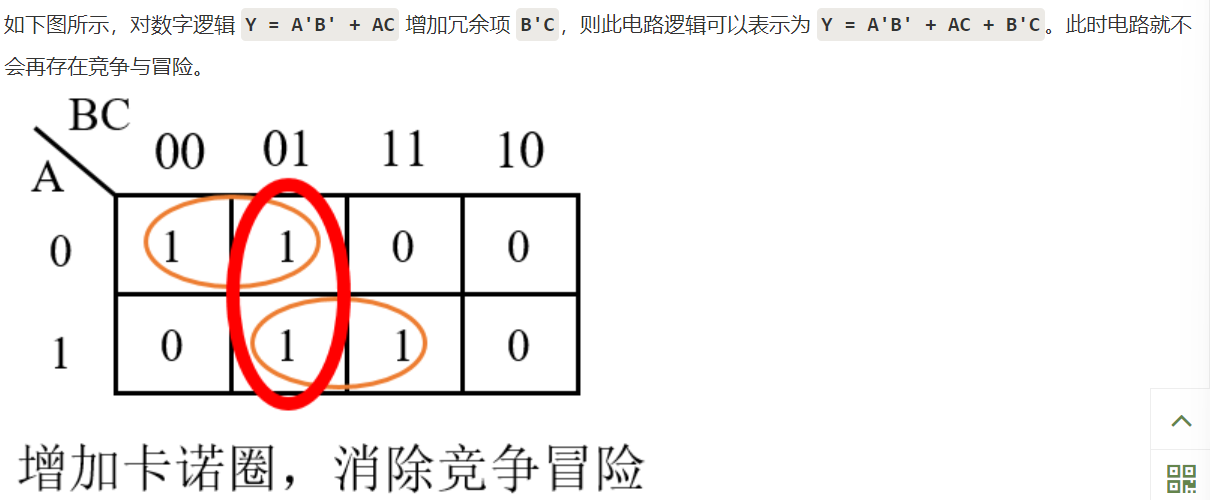 如下图所示，对数字逻辑 Y = A'B' + AC 增加冗余项 B'C，则此电路逻辑可以表示为 Y = A'B' + AC + B'C。此时电路就不
会再存在竞争与冒险。
BC
A
00 01 11 10
0 1 1 0 0
1 0 1 1 0
增加卡诺圈，消除竞争冒险